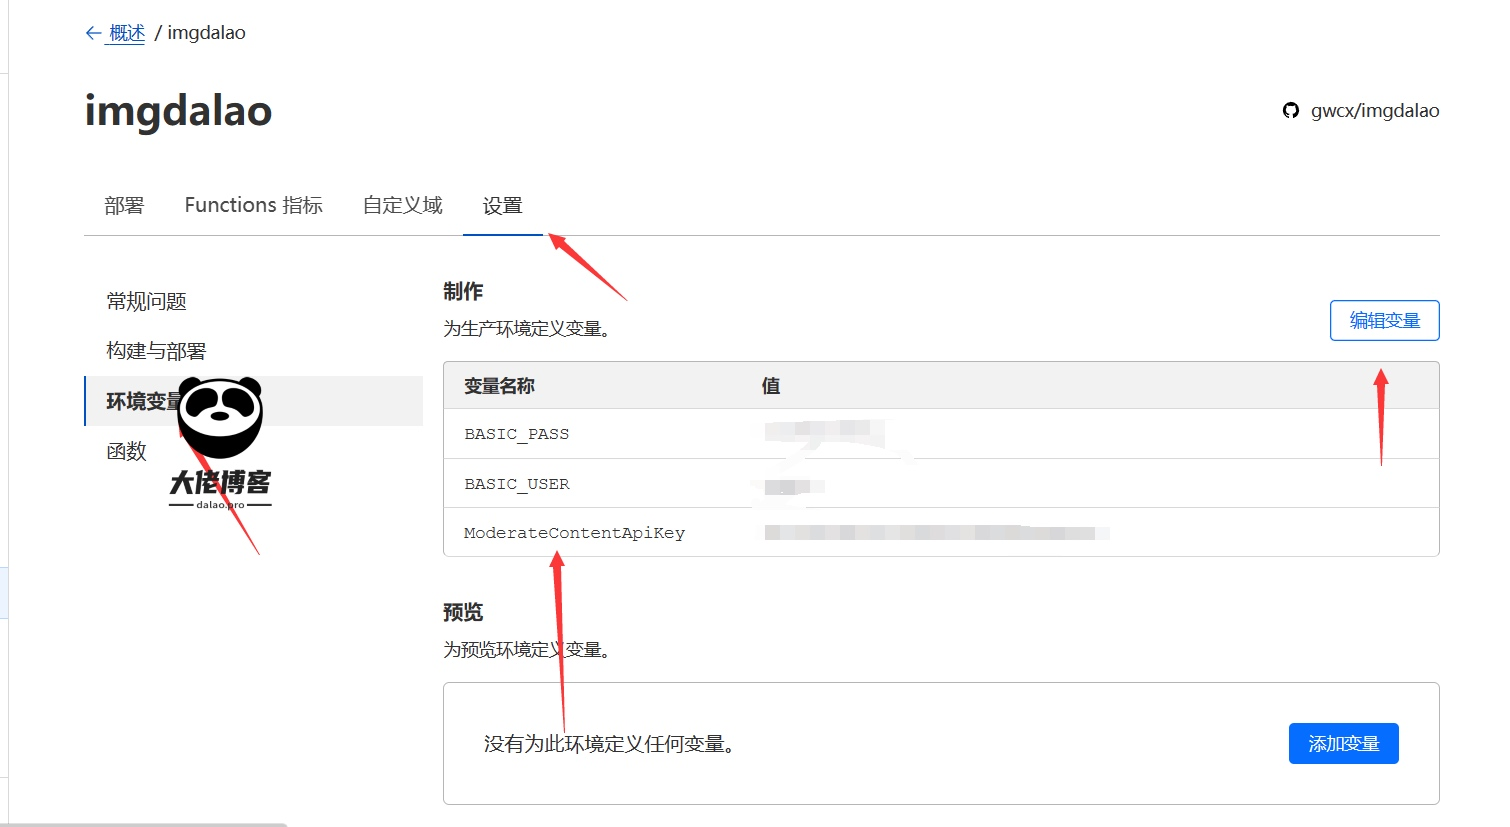 ← 概述 / imgdalao
imgdalao
gwcx/imgdalao
部署 Functions 指标 自定义域 设置
常规问题
构建与部署
环境变量
函数
大佬博客
dalao.pro
制作
为生产环境定义变量。
编辑变量
变量名称 值
BASIC_PASS
BASIC_USER
ModerateContentApiKey
预览
为预览环境定义变量。
没有为此环境定义任何变量。
添加变量